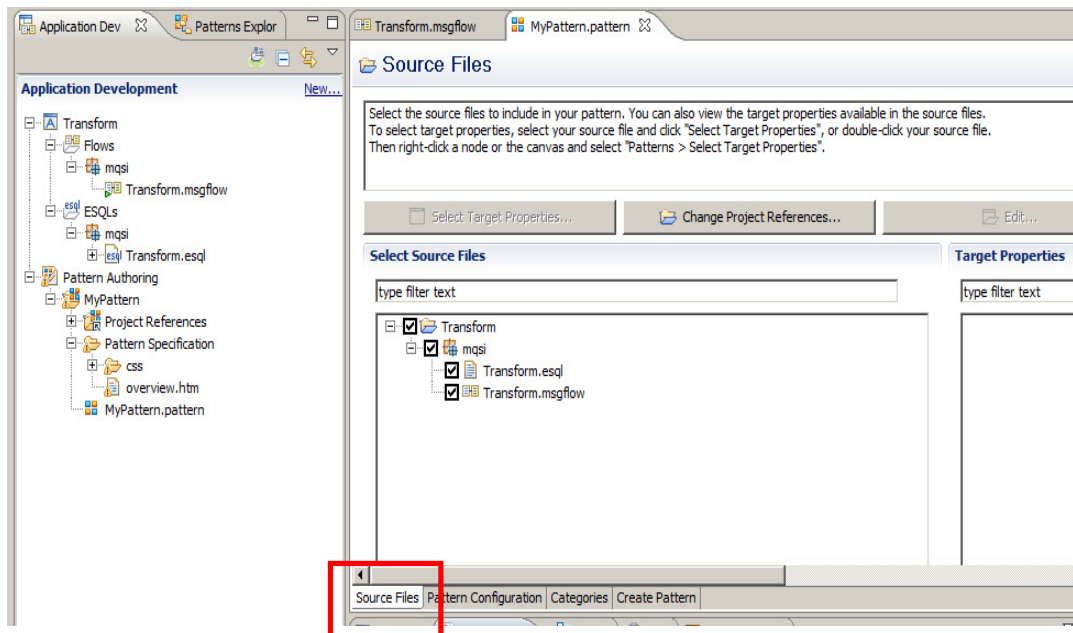 Application Dev
Patterns Explor
Application Development
New...
Transform
Flows
mqsi
Transform.msgflow
esql
ESQLs
mqsi
esql
Transform.esql
Pattern Authoring
MyPattern
Project References
Pattern Specification
css
overview.htm
MyPattern.pattern
Transform.msgflow
MyPattern.pattern
Source Files
Select the source files to include in your pattern. You can also view the target properties available in the source files.
To select target properties, select your source file and click "Select Target Properties", or double-click your source file.
Then right-click a node or the canvas and select "Patterns > Select Target Properties".
Select Target Properties...
Change Project References...
Edit...
Select Source Files
Target Properties
type filter text
type filter text
Transform
mqsi
Transform.esql
Transform.msgflow
Source Files
Pattern Configuration
Categories
Create Pattern